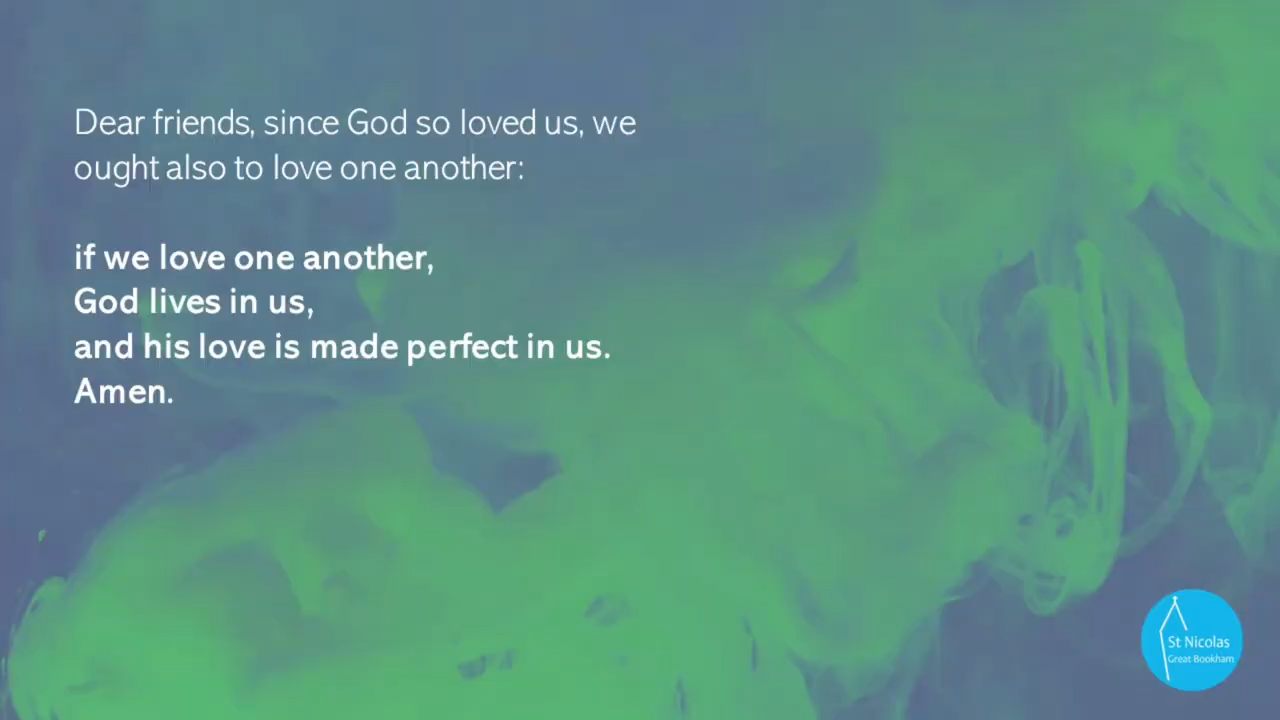 Dear friends, since God so loved us, we
ought also to love one another:
if we love one another,
God lives in us,
and his love is made perfect in us.
Amen.
St Nicolas
Great Bookham